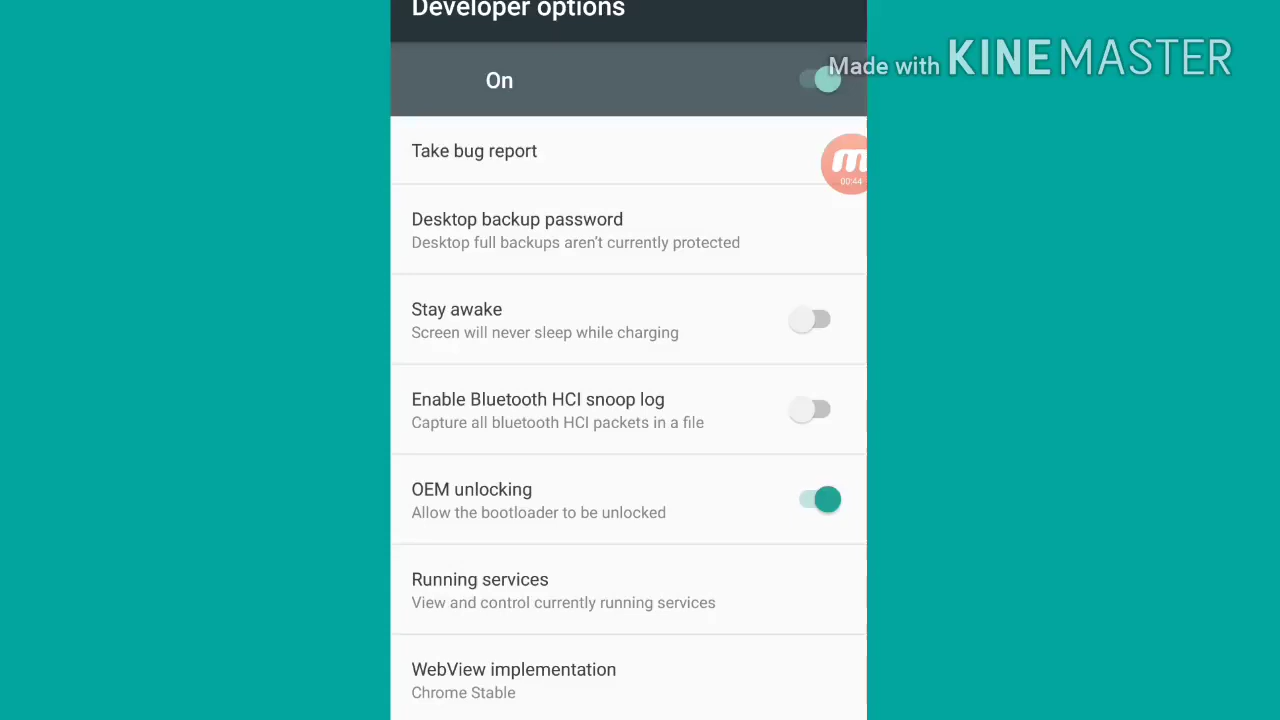 Developer options
Made with KINEMASTER
On
Take bug report
00:44
Desktop backup password
Desktop full backups aren't currently protected
Stay awake
Screen will never sleep while charging
Enable Bluetooth HCI snoop log
Capture all bluetooth HCI packets in a file
OEM unlocking
Allow the bootloader to be unlocked
Running services
View and control currently running services
WebView implementation
Chrome Stable